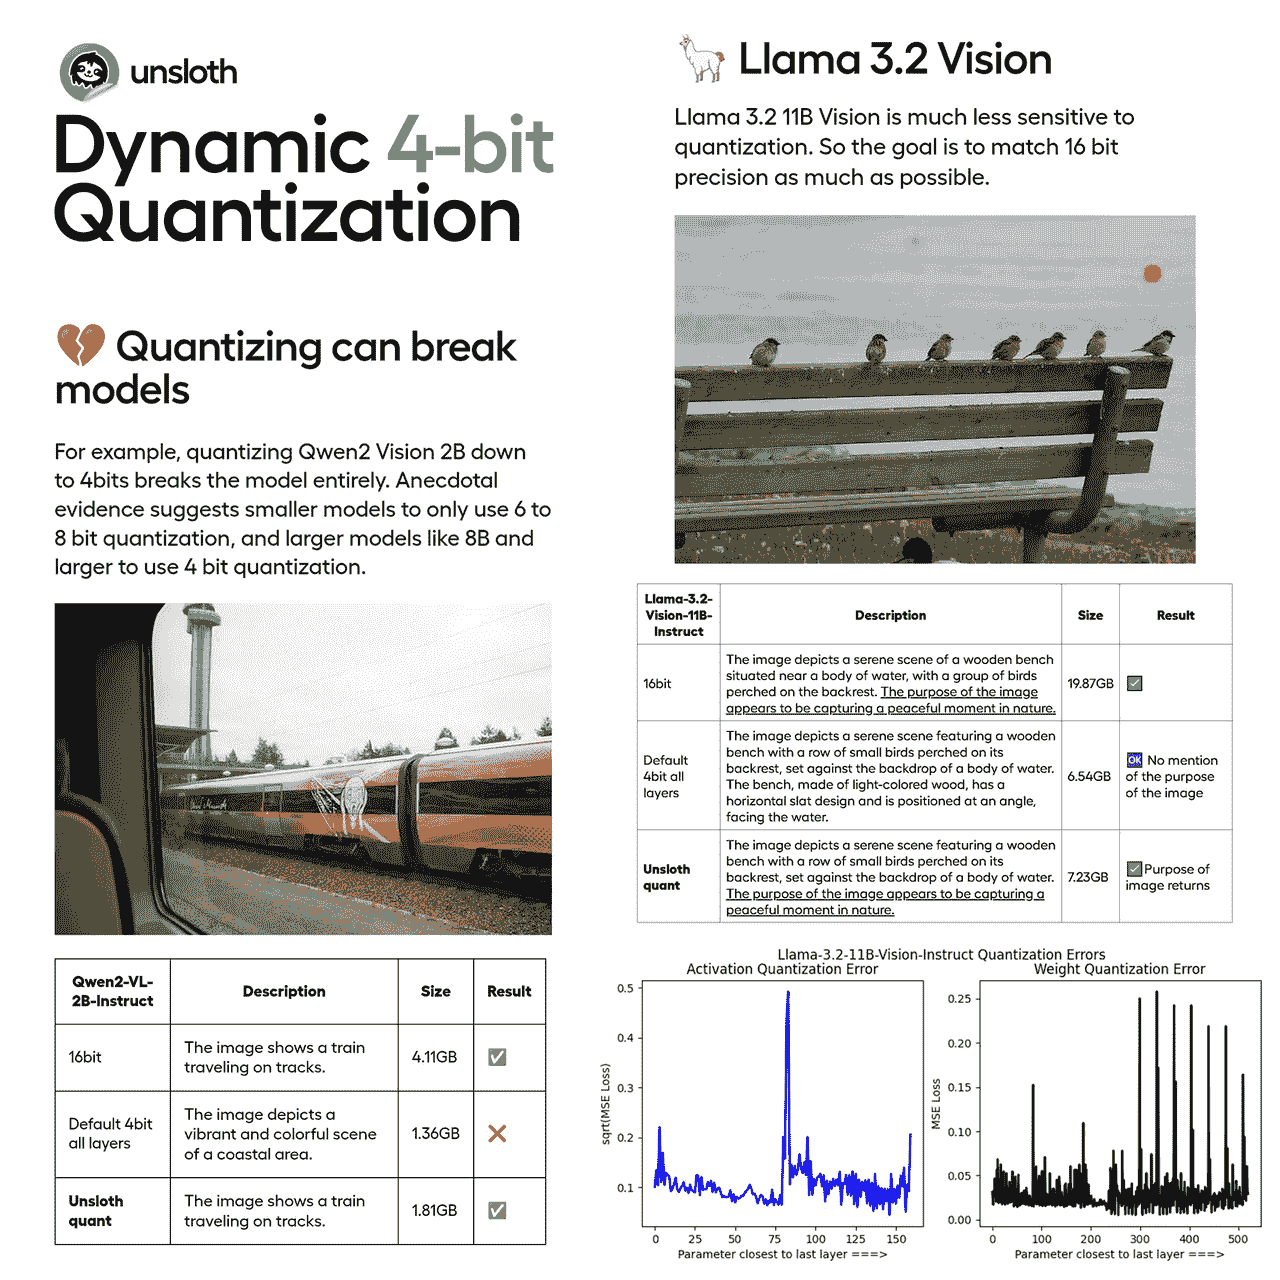 unsloth
Dynamic 4-bit
Quantization
Quantizing can break
models
For example, quantizing Qwen2 Vision 2B down
to 4bits breaks the model entirely. Anecdotal
evidence suggests smaller models to only use 6 to
8 bit quantization, and larger models like 8B and
larger to use 4 bit quantization.
Qwen2-VL-
2B-Instruct
Description
Size
Result
16bit
The image shows a train
traveling on tracks.
4.11GB
Default 4bit
all layers
The image depicts a
vibrant and colorful scene
of a coastal area.
1.36GB
Unsloth
quant
The image shows a train
traveling on tracks.
1.81GB
Llama 3.2 Vision
Llama 3.2 11B Vision is much less sensitive to
quantization. So the goal is to match 16 bit
precision as much as possible.
Llama-3.2-
Vision-11B-
Instruct
Description
Size
Result
16bit
The image depicts a serene scene of a wooden bench
situated near a body of water, with a group of birds
perched on the backrest. The purpose of the image
appears to be capturing a peaceful moment in nature.
19.87GB
Default
4bit all
layers
The image depicts a serene scene featuring a wooden
bench with a row of small birds perched on its
backrest, set against the backdrop of a body of water.
The bench, made of light-colored wood, has a
horizontal slat design and is positioned at an angle,
facing the water.
6.54GB
OK No mention
of the purpose
of the image
Unsloth
quant
The image depicts a serene scene featuring a wooden
bench with a row of small birds perched on its
backrest, set against the backdrop of a body of water.
The purpose of the image appears to be capturing a
peaceful moment in nature.
7.23GB
Purpose of
image returns
Llama-3.2-11B-Vision-Instruct Quantization Errors
Activation Quantization Error
sqrt(MSE Loss)
0.5
0.4
0.3
0.2
0.1
0 25 50 75 100 125 150
Parameter closest to last layer ===>
Weight Quantization Error
MSE Loss
0.25
0.20
0.15
0.10
0.05
0.00
0 100 200 300 400 500
Parameter closest to last layer ===>